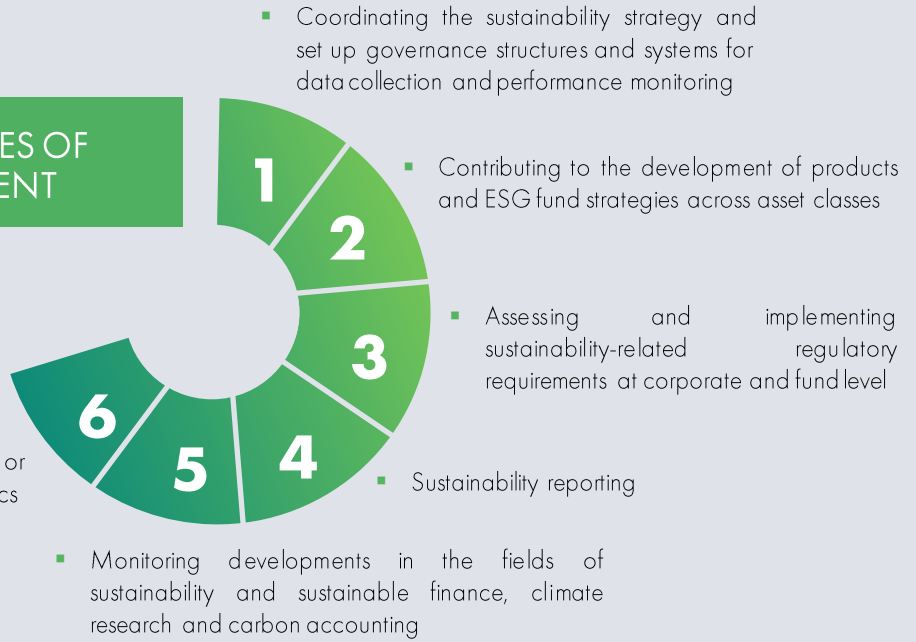 Coordinating the sustainability strategy and
set up governance structures and systems for
data collection and performance monitoring
ES OF
ENT
1
Contributing to the development of products
and ESG fund strategies across asset classes
2
Assessing and implementing
sustainability-related regulatory
requirements at corporate and fund level
3
4
Sustainability reporting
5
Monitoring developments in the fields of
sustainability and sustainable finance, climate
research and carbon accounting
6
or
cs